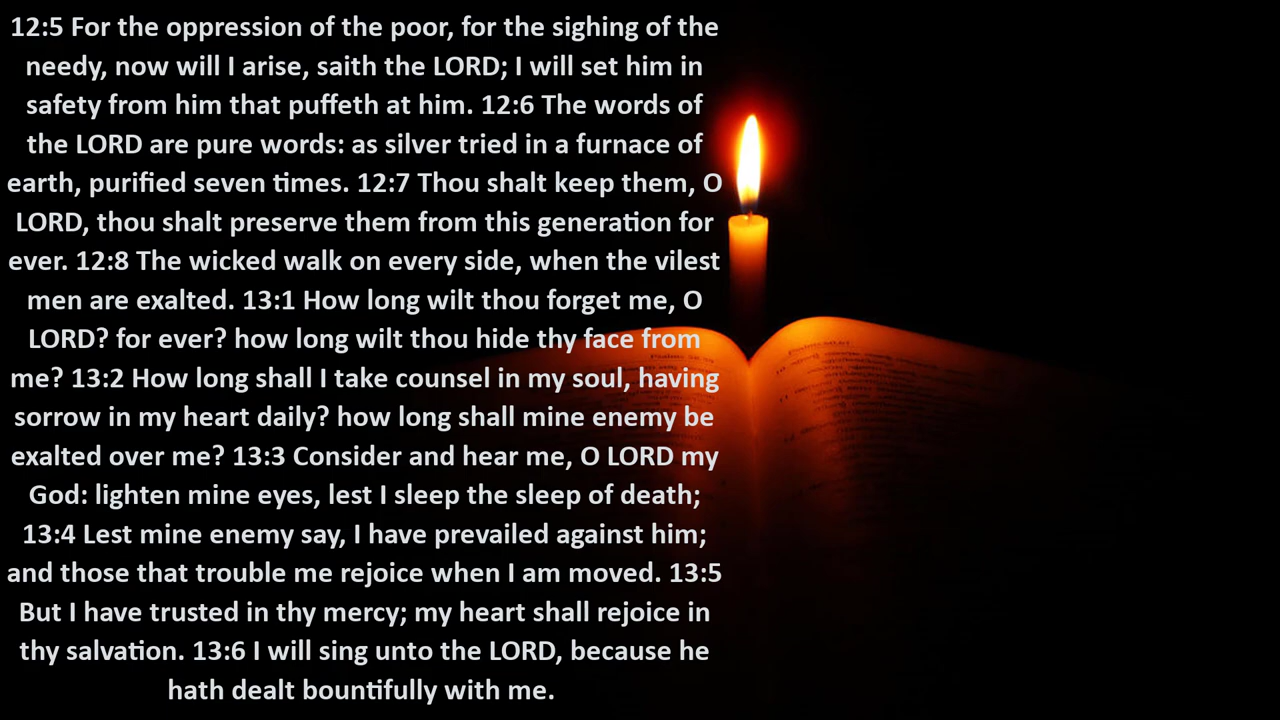 12:5 For the oppression of the poor, for the sighing of the
needy, now will I arise, saith the LORD; I will set him in
safety from him that puffeth at him. 12:6 The words of
the LORD are pure words: as silver tried in a furnace of
earth, purified seven times. 12:7 Thou shalt keep them, O
LORD, thou shalt preserve them from this generation for
ever. 12:8 The wicked walk on every side, when the vilest
men are exalted. 13:1 How long wilt thou forget me, O
LORD? for ever? how long wilt thou hide thy face from
me? 13:2 How long shall I take counsel in my soul, having
sorrow in my heart daily? how long shall mine enemy be
exalted over me? 13:3 Consider and hear me, O LORD my
God: lighten mine eyes, lest I sleep the sleep of death;
13:4 Lest mine enemy say, I have prevailed against him;
and those that trouble me rejoice when I am moved. 13:5
But I have trusted in thy mercy; my heart shall rejoice in
thy salvation. 13:6 I will sing unto the LORD, because he
hath dealt bountifully with me.